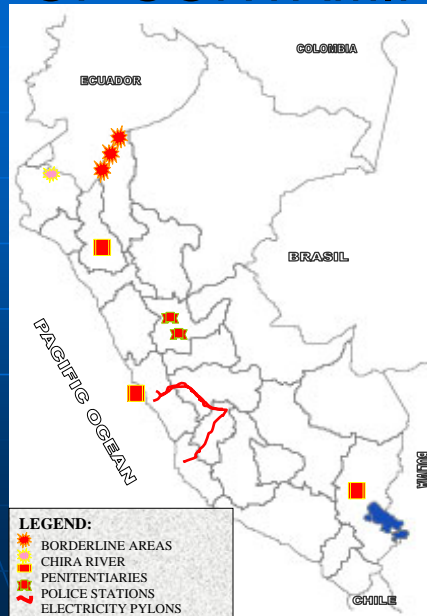 COLOMBIA
ECUADOR
BRASIL
PACIFIC OCEAN
BOLIVIA
LEGEND:
BORDERLINE AREAS
CHIRA RIVER
PENITENTIARIES
POLICE STATIONS
ELECTRICITY PYLONS
CHILE